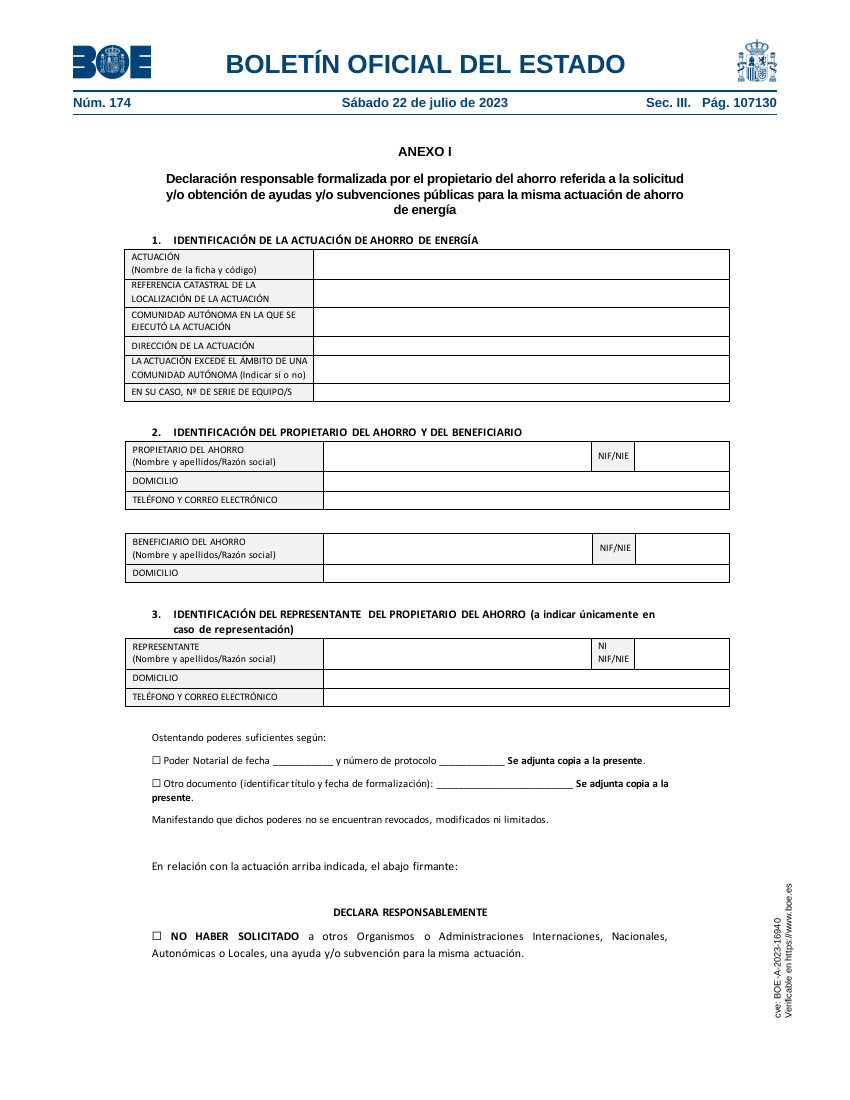 BOE
BOLETÍN OFICIAL DEL ESTADO
Núm. 174 Sábado 22 de julio de 2023 Sec. III. Pág. 107130
ANEXO I
Declaración responsable formalizada por el propietario del ahorro referida a la solicitud
y/o obtención de ayudas y/o subvenciones públicas para la misma actuación de ahorro
de energía
1. IDENTIFICACIÓN DE LA ACTUACIÓN DE AHORRO DE ENERGÍA
ACTUACIÓN
(Nombre de la ficha y código)
REFERENCIA CATASTRAL DE LA
LOCALIZACIÓN DE LA ACTUACIÓN
COMUNIDAD AUTÓNOMA EN LA QUE SE
EJECUTÓ LA ACTUACIÓN
DIRECCIÓN DE LA ACTUACIÓN
LA ACTUACIÓN EXCEDE EL ÁMBITO DE UNA
COMUNIDAD AUTÓNOMA (Indicar sí o no)
EN SU CASO, Nº DE SERIE DE EQUIPO/S
2. IDENTIFICACIÓN DEL PROPIETARIO DEL AHORRO Y DEL BENEFICIARIO
PROPIETARIO DEL AHORRO
(Nombre y apellidos/Razón social)
NIF/NIE
DOMICILIO
TELÉFONO Y CORREO ELECTRÓNICO
BENEFICIARIO DEL AHORRO
(Nombre y apellidos/Razón social)
NIF/NIE
DOMICILIO
3. IDENTIFICACIÓN DEL REPRESENTANTE DEL PROPIETARIO DEL AHORRO (a indicar únicamente en
caso de representación)
REPRESENTANTE
(Nombre y apellidos/Razón social)
NI
NIF/NIE
DOMICILIO
TELÉFONO Y CORREO ELECTRÓNICO
Ostentando poderes suficientes según:
☐ Poder Notarial de fecha ___________ y número de protocolo ____________ Se adjunta copia a la presente.
☐ Otro documento (identificar título y fecha de formalización): _________________________ Se adjunta copia a la
presente.
Manifestando que dichos poderes no se encuentran revocados, modificados ni limitados.
En relación con la actuación arriba indicada, el abajo firmante:
DECLARA RESPONSABLEMENTE
☐ NO HABER SOLICITADO a otros Organismos o Administraciones Internaciones, Nacionales,
Autonómicas o Locales, una ayuda y/o subvención para la misma actuación.
cve: BOE-A-2023-16940
Verificable en https://www.boe.es